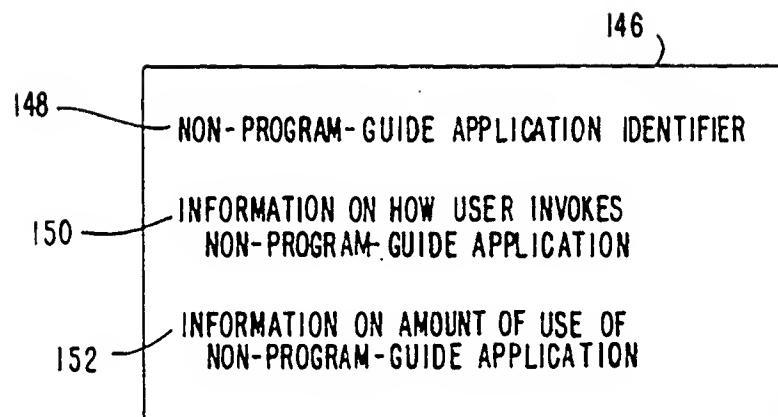 146
148
NON-PROGRAM-GUIDE APPLICATION IDENTIFIER
150
INFORMATION ON HOW USER INVOKES
NON-PROGRAM-GUIDE APPLICATION
152
INFORMATION ON AMOUNT OF USE OF
NON-PROGRAM-GUIDE APPLICATION